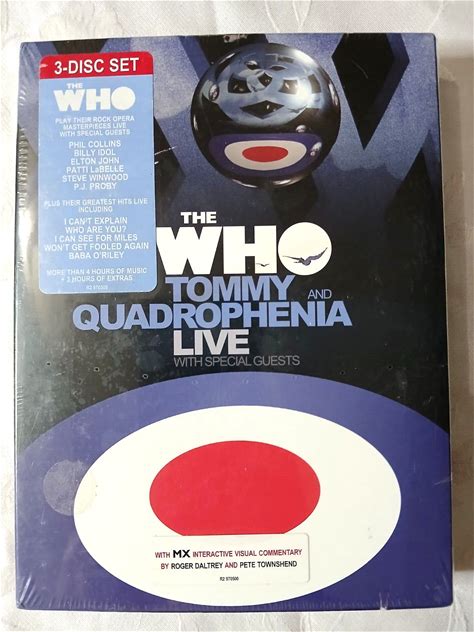 3-DISC SET
THE
WHO
PLAY THEIR ROCK OPERA
MASTERPIECES LIVE
WITH SPECIAL GUESTS
PHIL COLLINS
BILLY IDOL
ELTON JOHN
PATTI LaBELLE
STEVE WINWOOD
P.J. PROBY
PLUS THEIR GREATEST HITS LIVE
INCLUDING
I CAN'T EXPLAIN
WHO ARE YOU?
I CAN SEE FOR MILES
WON'T GET FOOLED AGAIN
BABA O'RILEY
MORE THAN 4 HOURS OF MUSIC
+ 3 HOURS OF EXTRAS
R2 970505
THE
WHO
TOMMY AND
QUADROPHENIA
LIVE
WITH SPECIAL GUESTS
WITH MX INTERACTIVE VISUAL COMMENTARY
BY ROGER DALTREY AND PETE TOWNSHEND